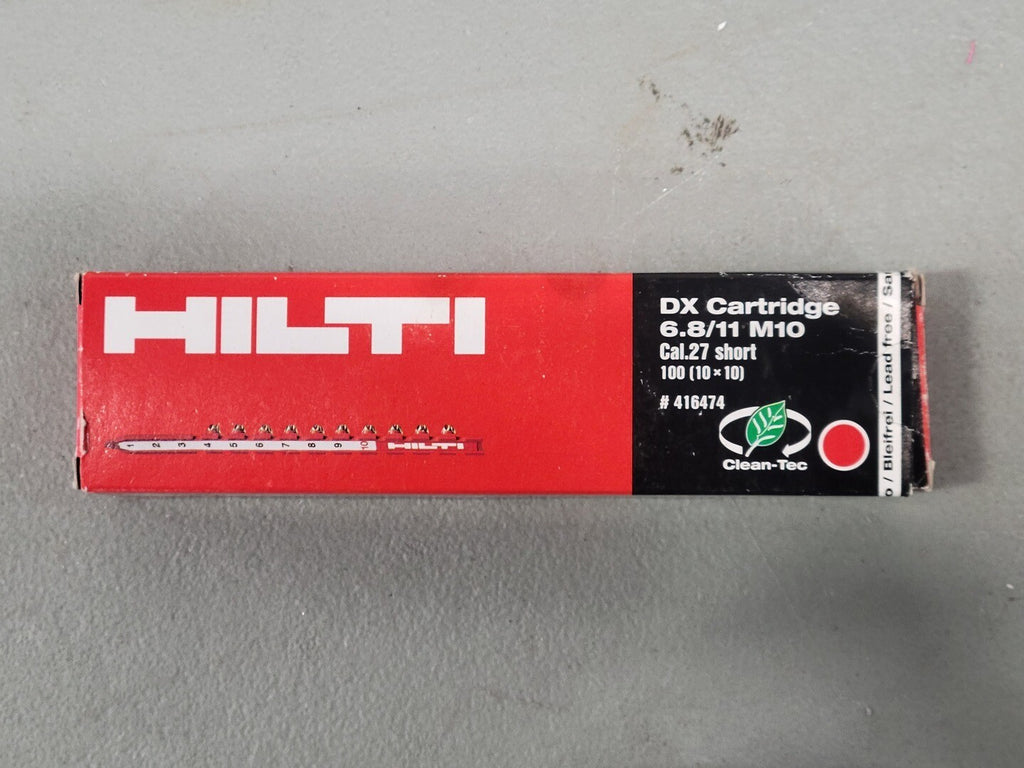 HILTI
1 2 3 4 5 6 7 8 9 10 HILTI
DX Cartridge
6.8/11 M10
Cal.27 short
100 (10×10)
# 416474
Clean-Tec
/ Bleifrei / Lead free /